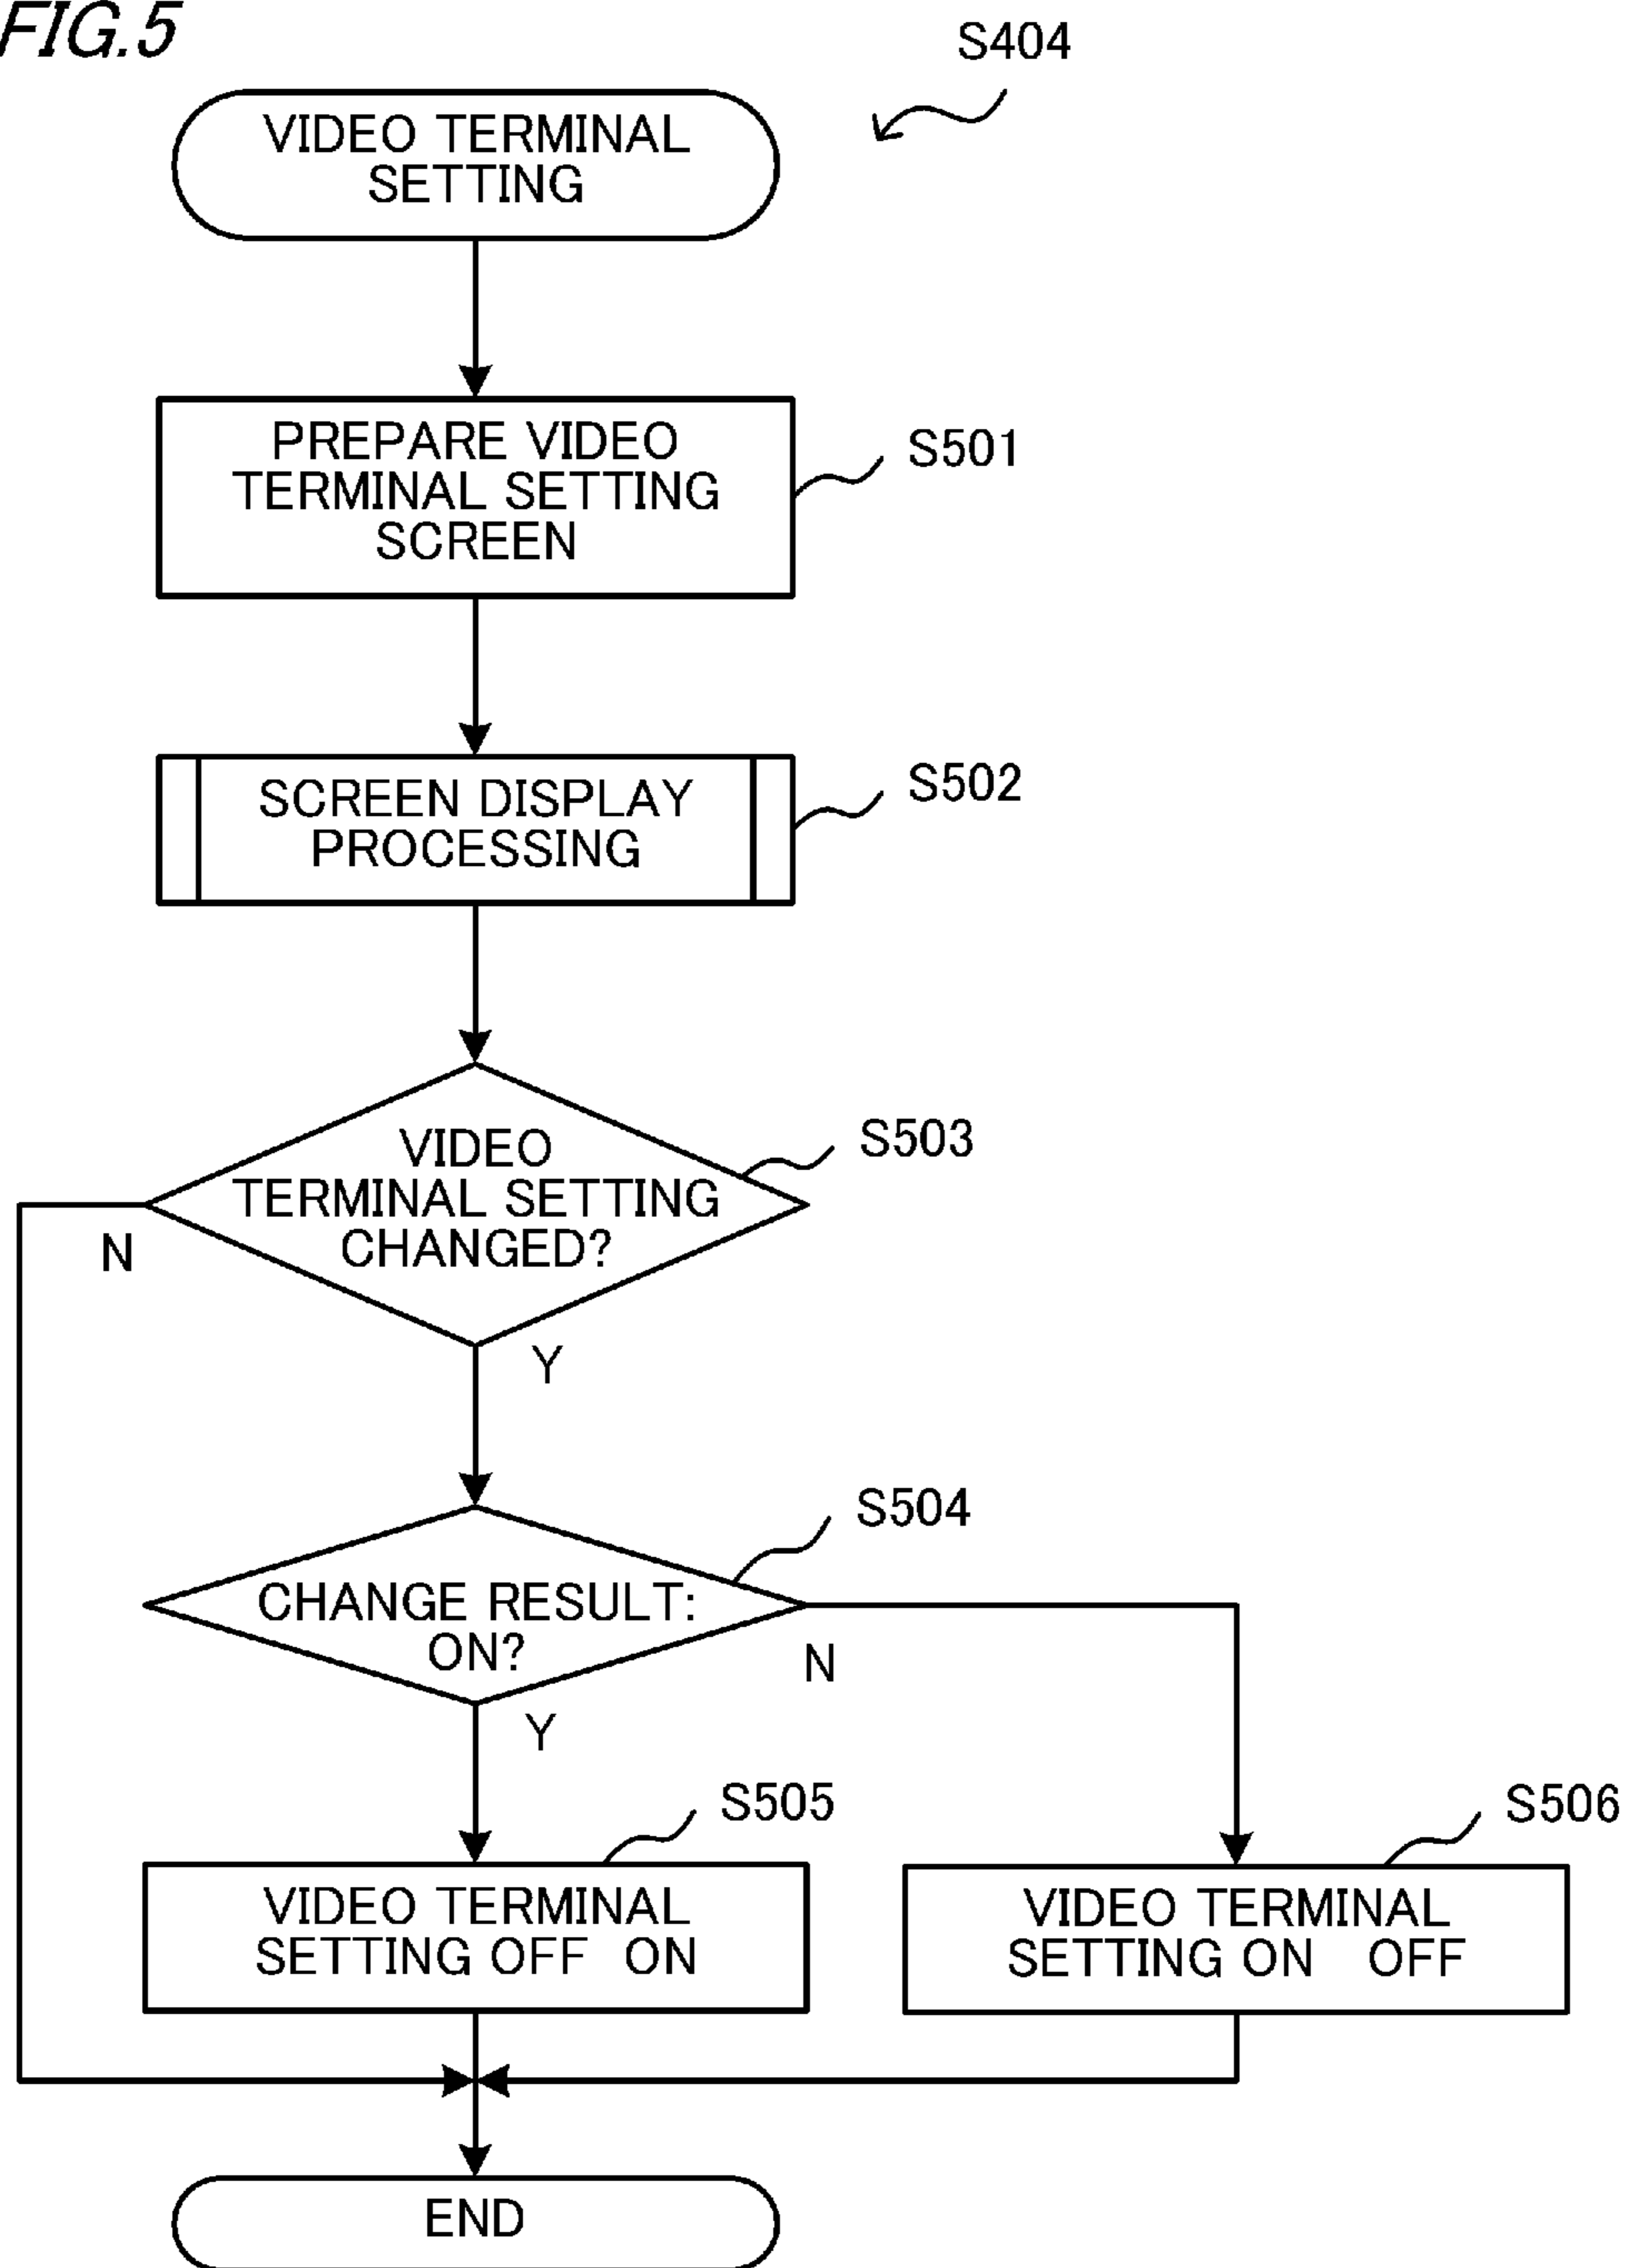 FIG.5
S404
VIDEO TERMINAL
SETTING
PREPARE VIDEO
TERMINAL SETTING
SCREEN
S501
SCREEN DISPLAY
PROCESSING
S502
VIDEO
TERMINAL SETTING
CHANGED?
S503
N
Y
CHANGE RESULT:
ON?
S504
N
Y
S505
VIDEO TERMINAL
SETTING OFF ON
S506
VIDEO TERMINAL
SETTING ON OFF
END